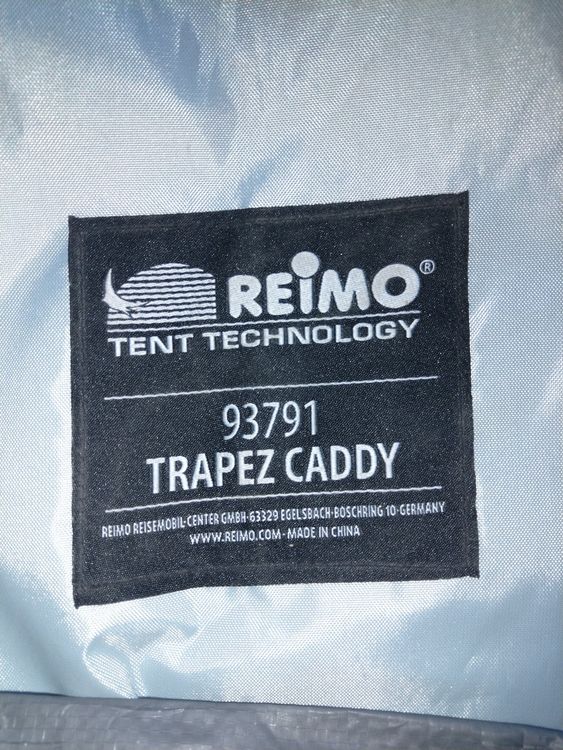 REIMO®
TENT TECHNOLOGY
93791
TRAPEZ CADDY
REIMO REISEMOBIL-CENTER GMBH·63329 EGELSBACH-BOSCHRING 10-GERMANY
WWW.REIMO.COM - MADE IN CHINA